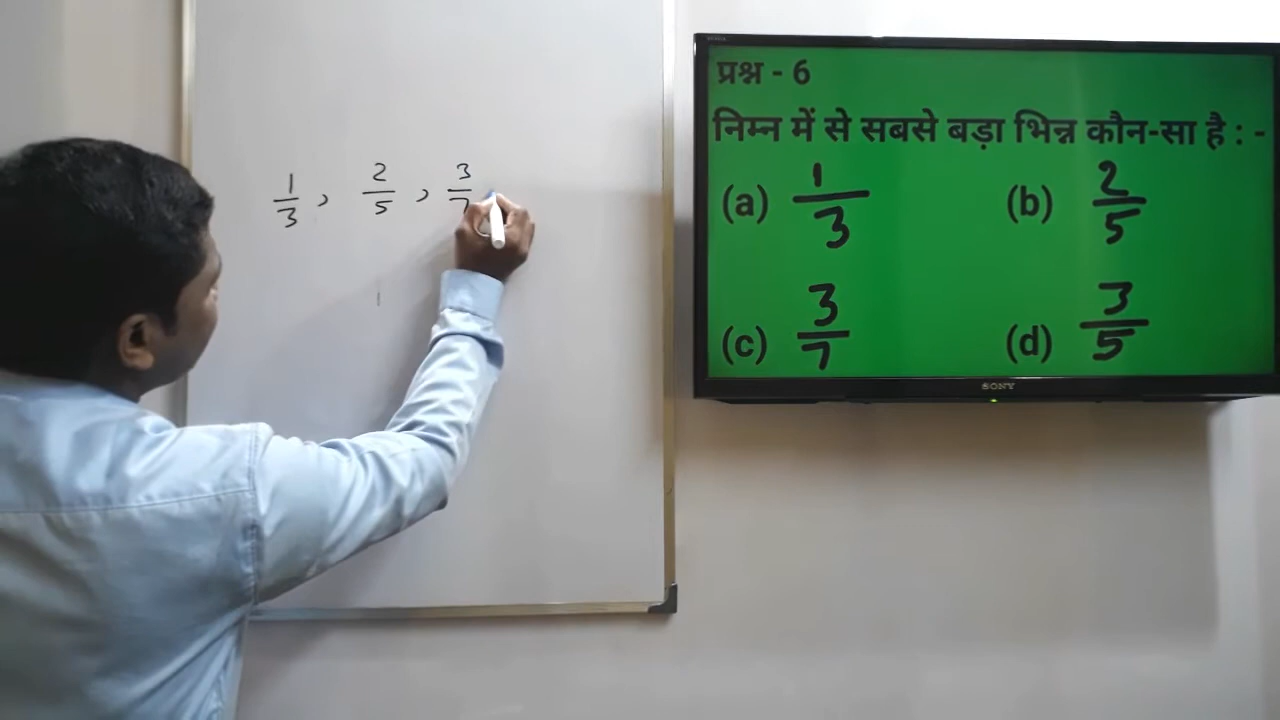 1/3, 2/5, 3/7
प्रश्न - 6
निम्न में से सबसे बड़ा भिन्न कौन-सा है : -
(a) 1/3 (b) 2/5
(c) 3/7 (d) 3/5
SONY